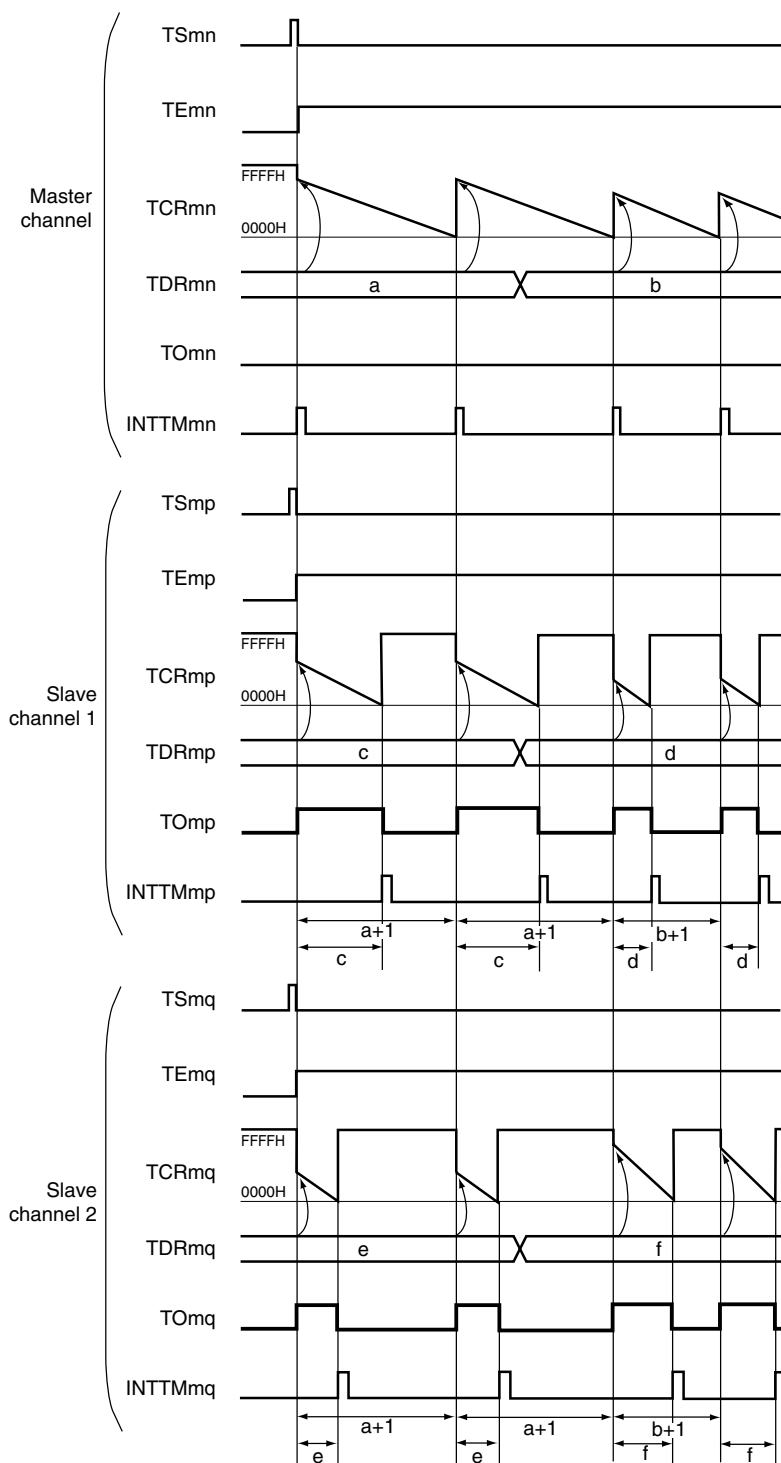 TSmn
TEmn
FFFFH
Master
channel
TCRmn
0000H
TDRmn
a
b
TOmn
INTTMmn
TSmp
TEmp
FFFFH
Slave
channel 1
TCRmp
0000H
TDRmp
c
d
TOmp
INTTMmp
a+1
a+1
b+1
c
c
d
d
TSmq
TEmq
FFFFH
Slave
channel 2
TCRmq
0000H
TDRmq
e
f
TOmq
INTTMmq
a+1
a+1
b+1
e
e
f
f